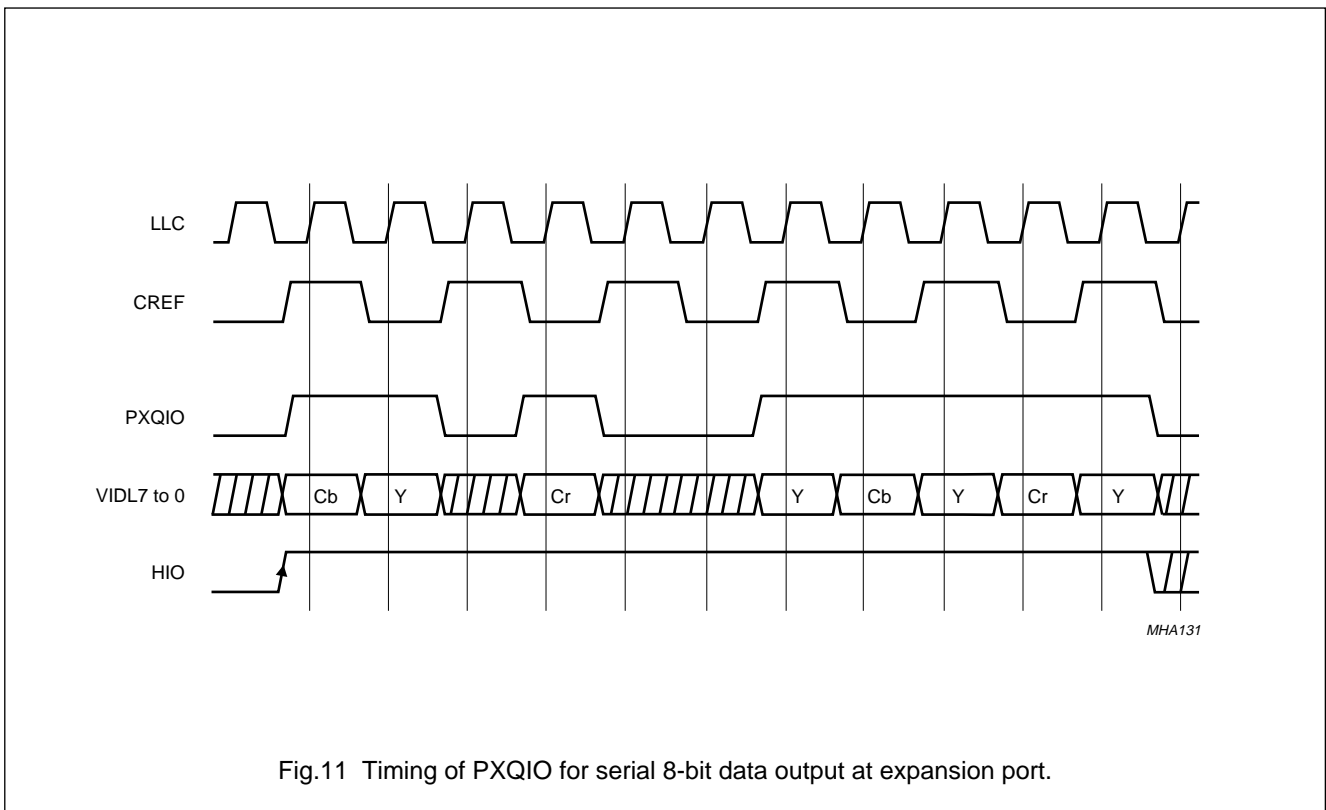 LLC
CREF
PXQIO
VIDL7 to 0
Cb Y Cr Y Cb Y Cr Y
HIO
MHA131
Fig.11 Timing of PXQIO for serial 8-bit data output at expansion port.